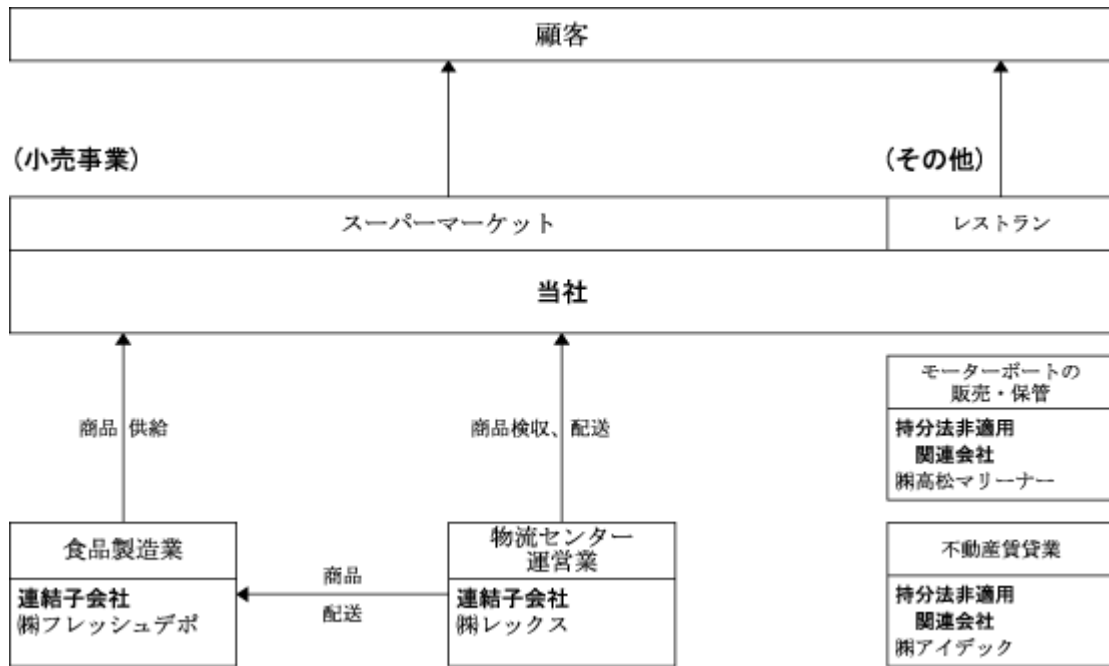 顧客
(小売事業)
(その他)
スーパーマーケット
レストラン
当社
商品 供給
商品検収、配送
モーターボートの
販売・保管
持分法非適用
関連会社
㈱高松マリーナー
食品製造業
連結子会社
㈱フレッシュデポ
商品
配送
物流センター
運営業
連結子会社
㈱レックス
不動産賃貸業
持分法非適用
関連会社
㈱アイデック